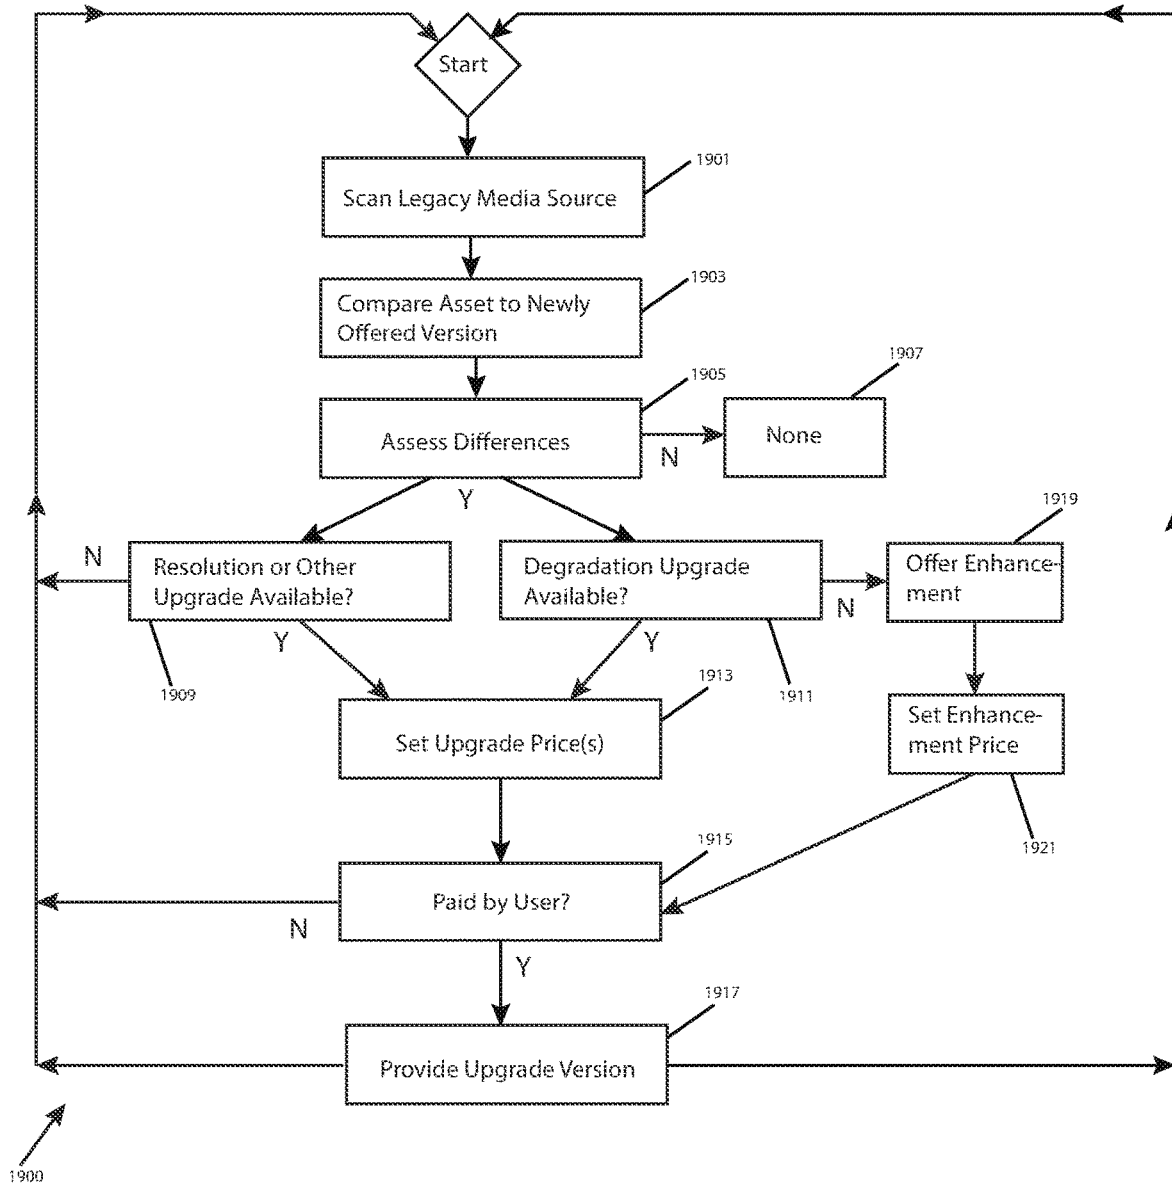 Start
1901
Scan Legacy Media Source
1903
Compare Asset to Newly
Offered Version
1907
1905
Assess Differences
None
N
Y
1919
N
Resolution or Other
Upgrade Available?
Degradation Upgrade
Available?
Offer Enhance-
ment
N
Y
Y
1909
1913
1911
Set Upgrade Price(s)
Set Enhance-
ment Price
1915
1921
Paid by User?
N
Y
1917
Provide Upgrade Version
1900